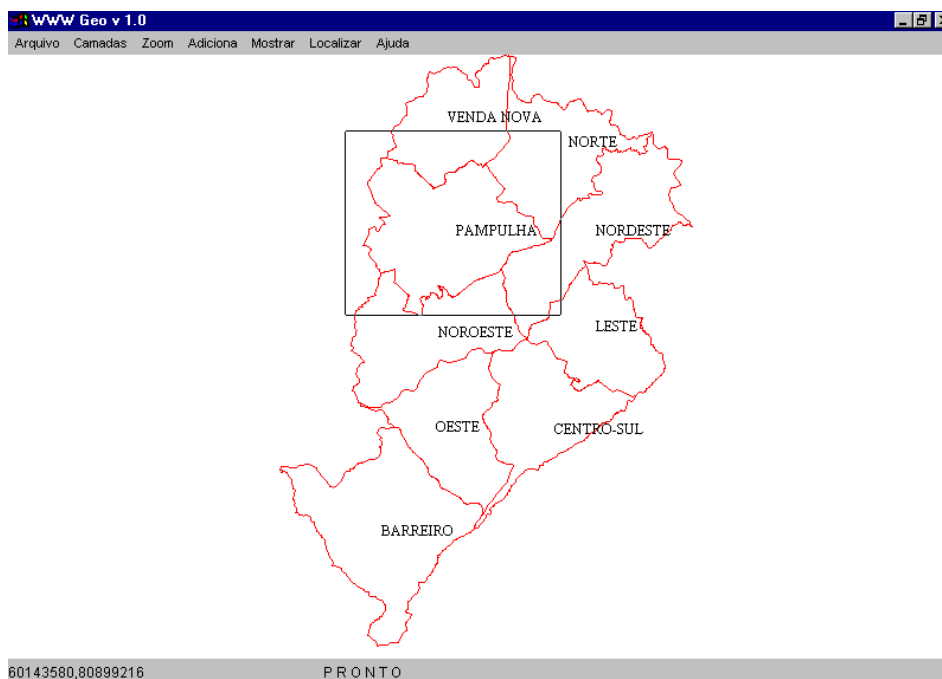 WWW Geo v 1.0
Arquivo Camadas Zoom Adiciona Mostrar Localizar Ajuda
VENDA NOVA
NORTE
PAMPULHA
NORDESTE
NOROESTE
LESTE
OESTE
CENTRO-SUL
BARREIRO
60143580,80899216 PRONTO